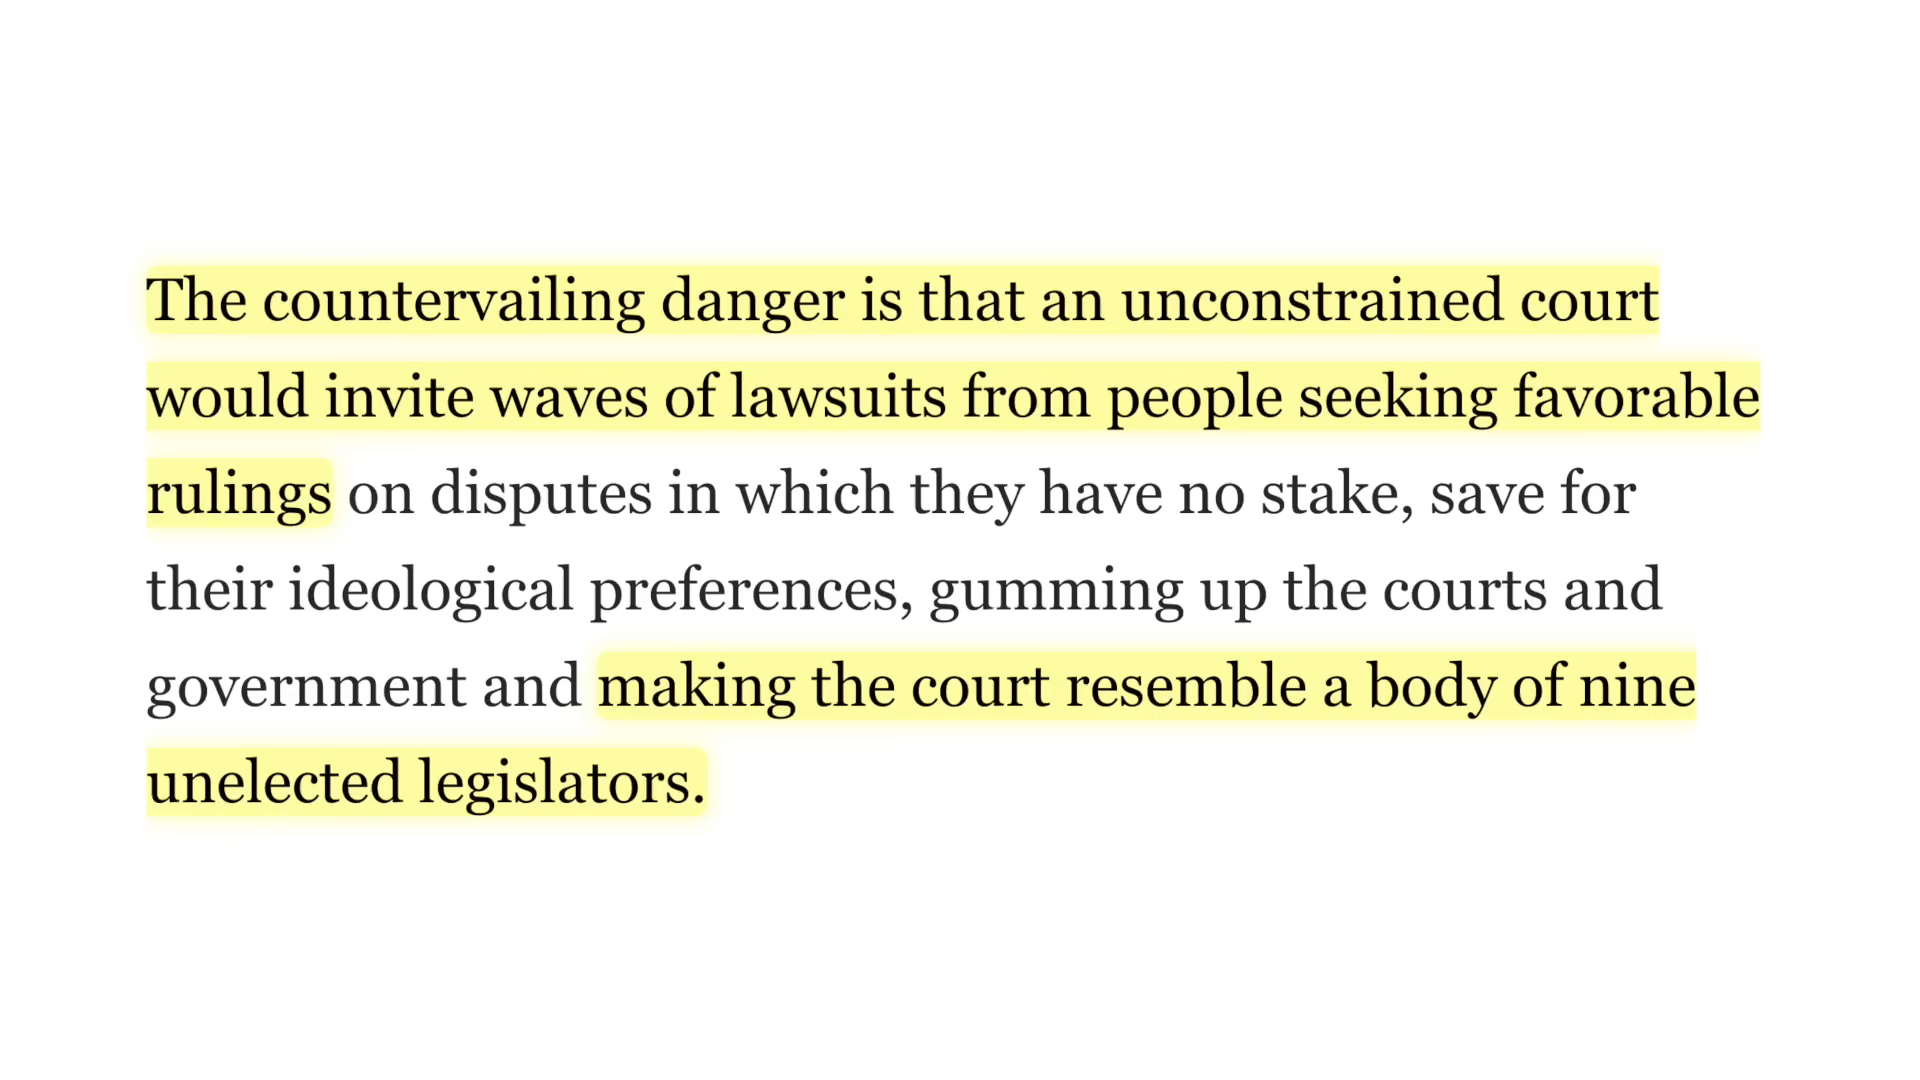 The countervailing danger is that an unconstrained court
would invite waves of lawsuits from people seeking favorable
rulings on disputes in which they have no stake, save for
their ideological preferences, gumming up the courts and
government and making the court resemble a body of nine
unelected legislators.